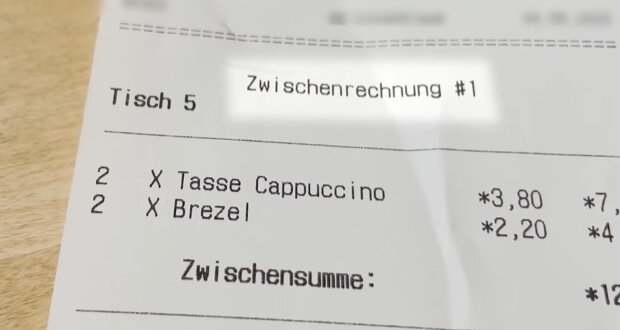 Zwischenrechnung #1
Tisch 5
2 X Tasse Cappuccino *3,80 *7,
2 X Brezel *2,20 *4
Zwischensumme: *12